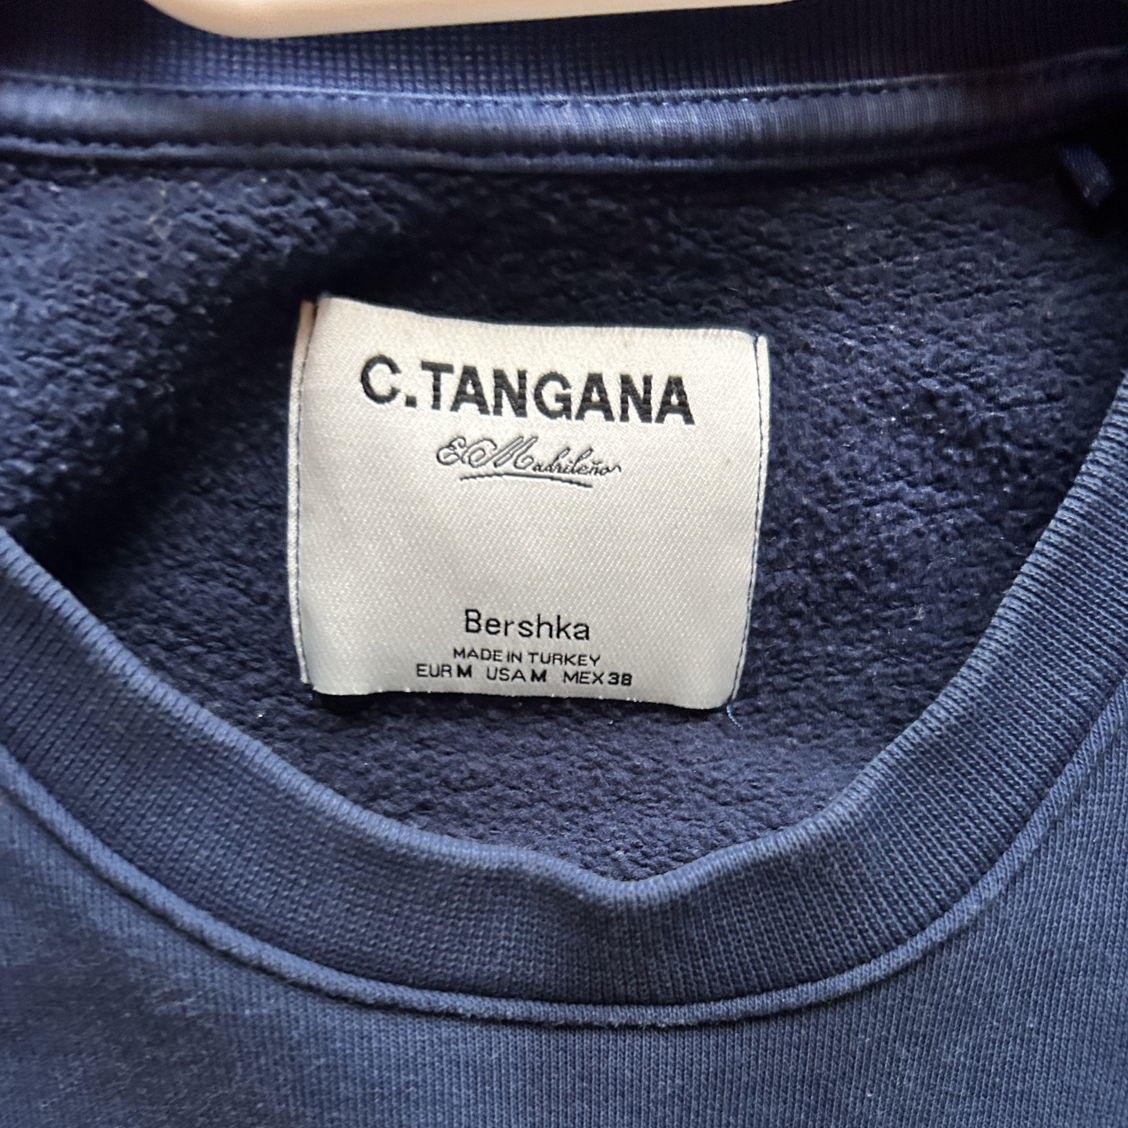 C.TANGANA
El Madrileño
Bershka
MADE IN TURKEY
EUR M USA M MEX 38